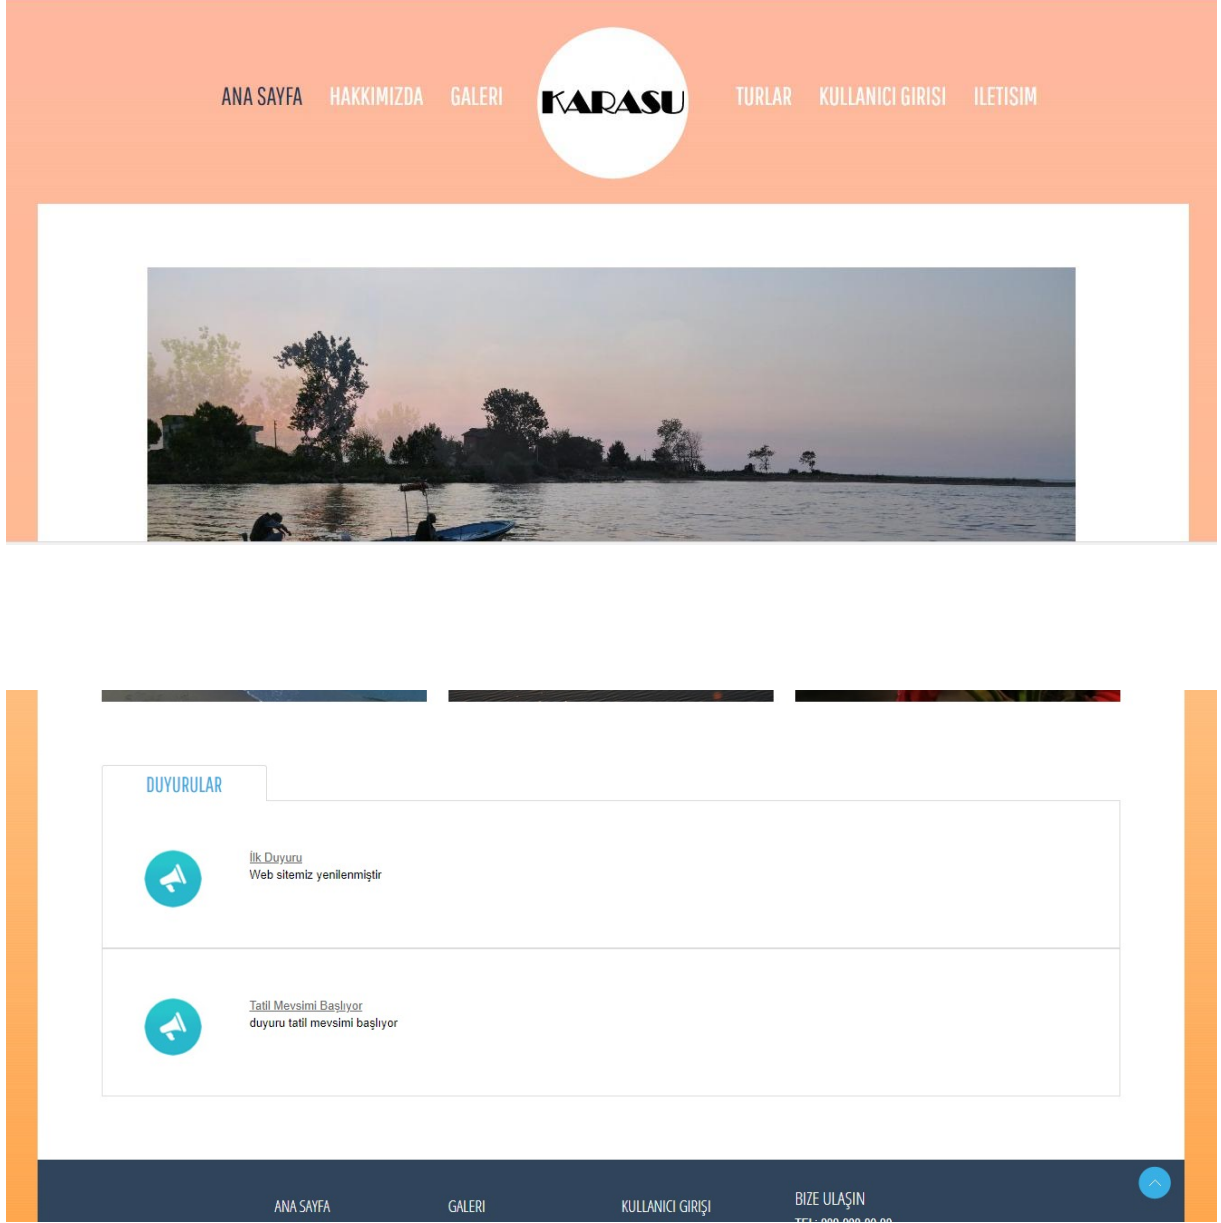 ANA SAYFA HAKKIMIZDA GALERI KARASU TURLAR KULLANICI GIRISI ILETISIM
DUYURULAR
İlk Duyuru
Web sitemiz yenilenmiştir
Tatil Mevsimi Başlıyor
duyuru tatil mevsimi başlıyor
ANA SAYFA GALERI KULLANICI GIRIŞI BIZE ULAŞIN